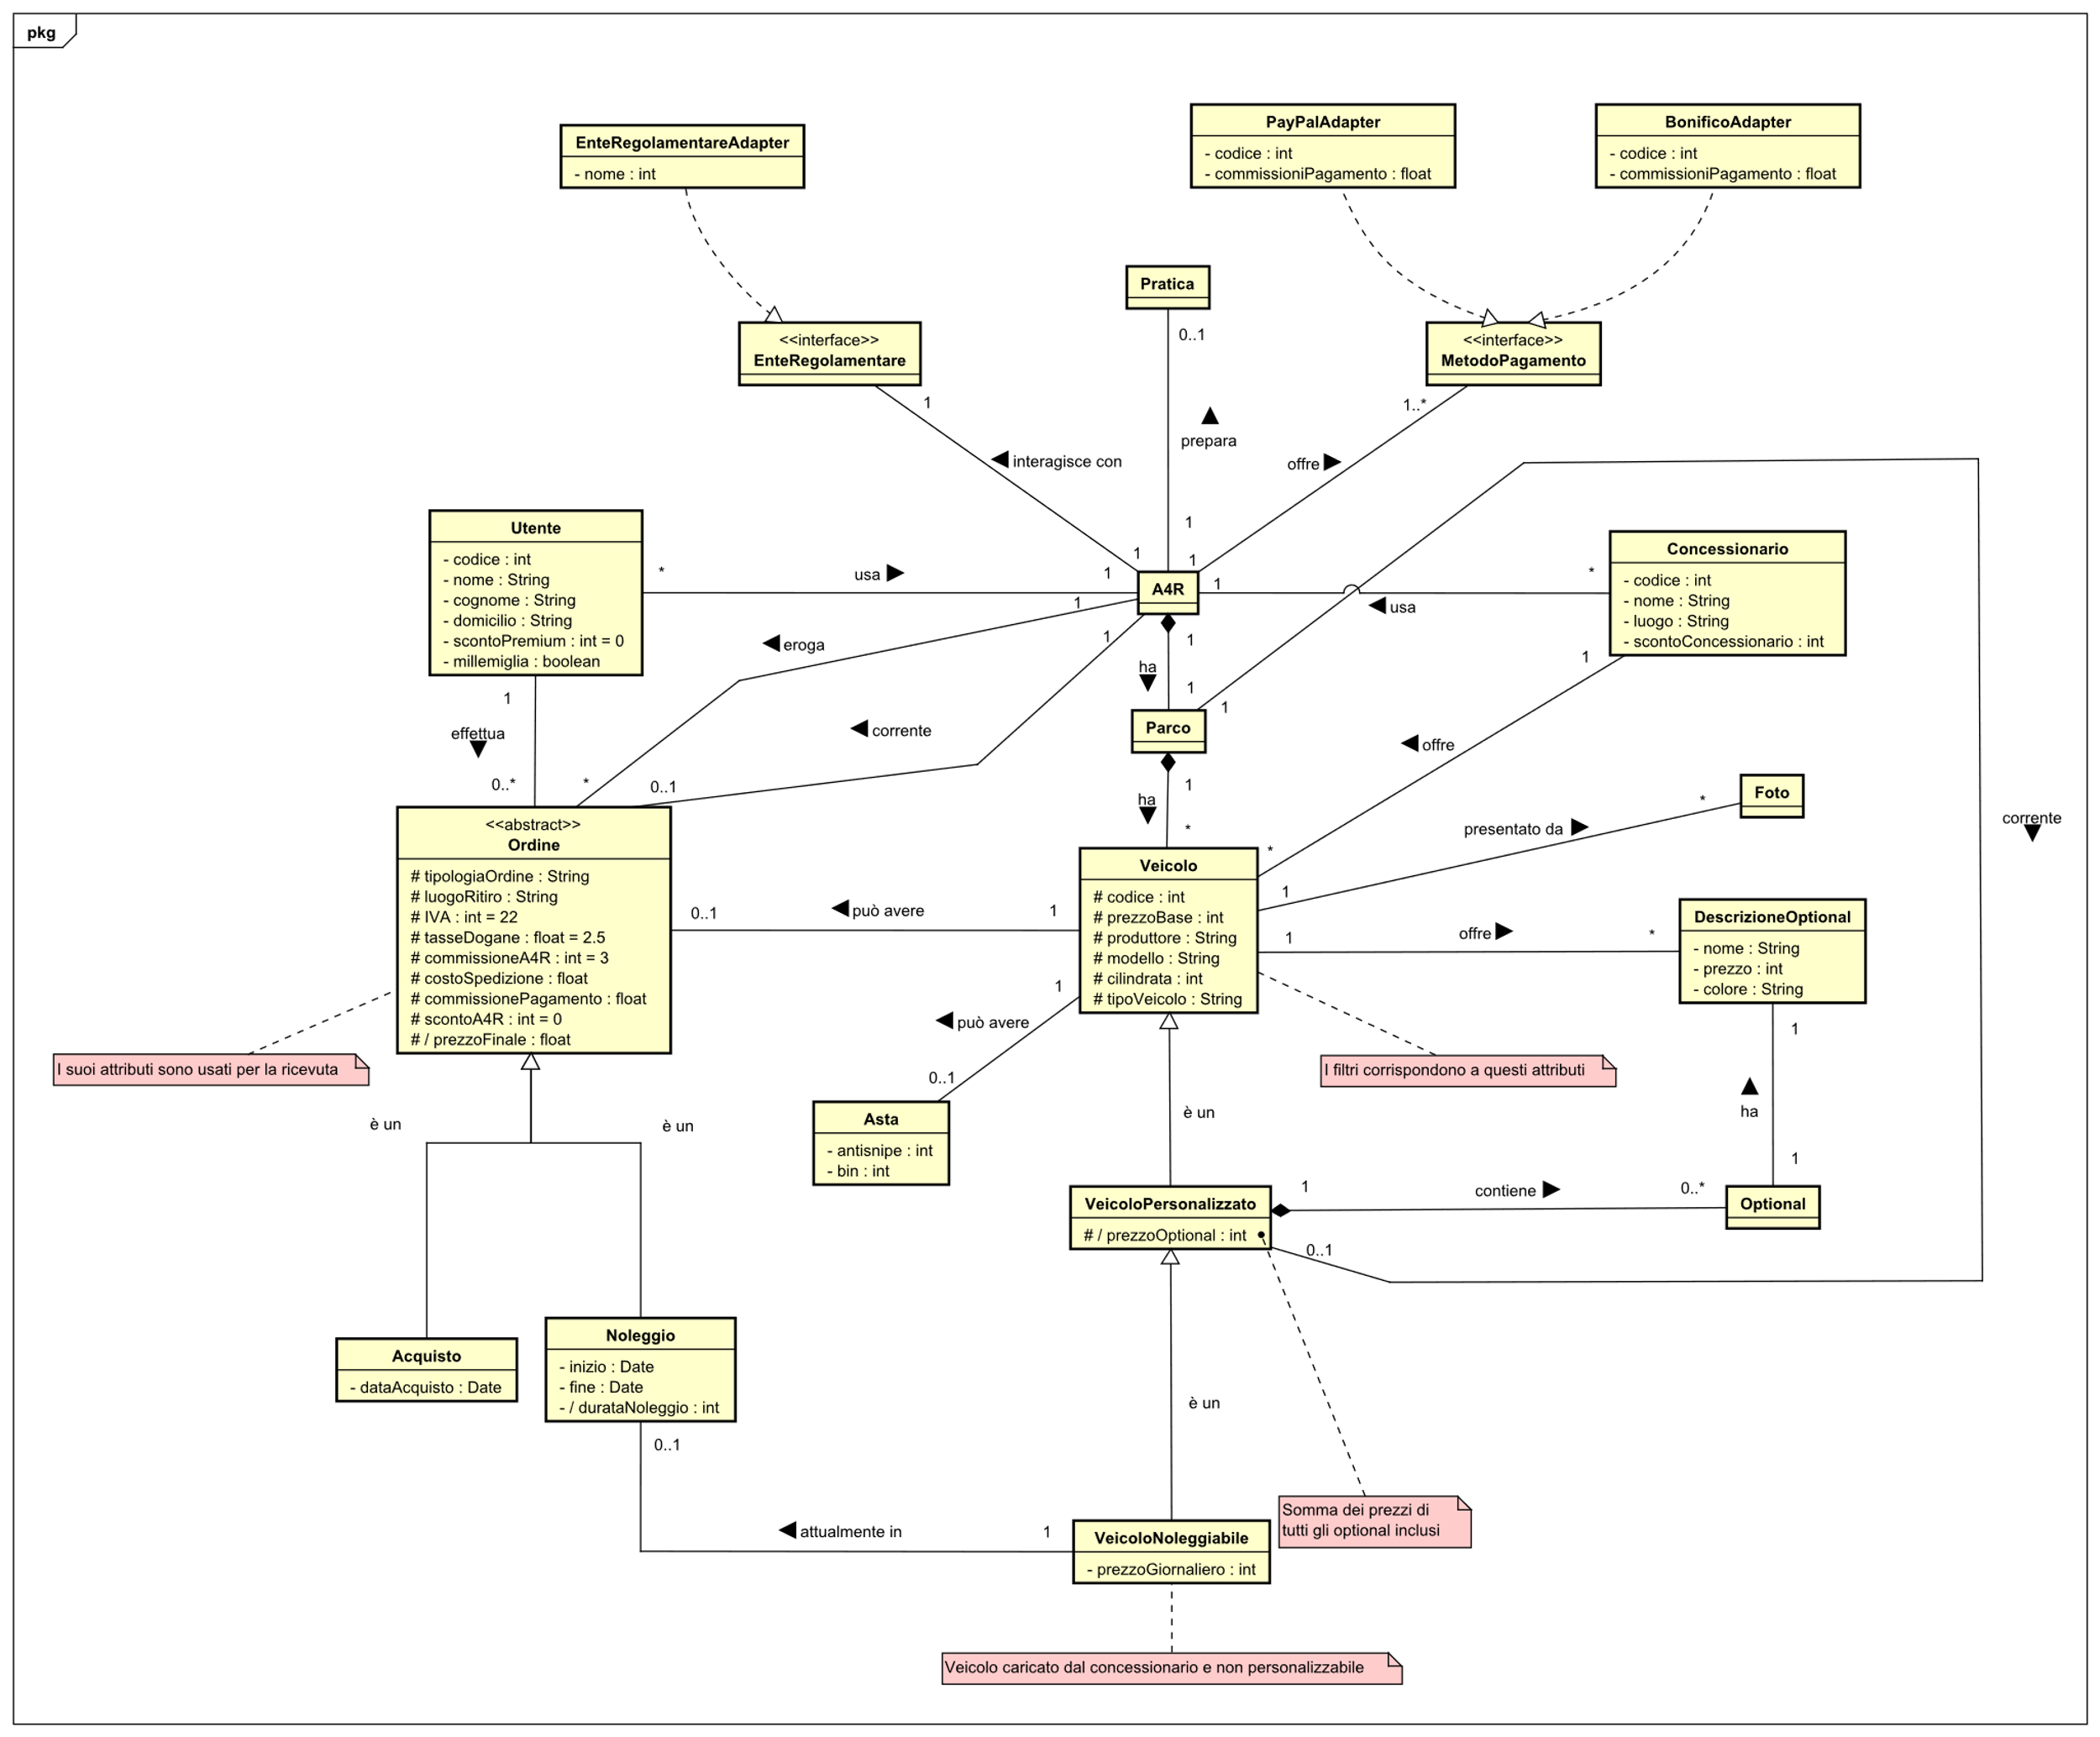 pkg
EnteRegolamentareAdapter
- nome : int
PayPalAdapter
- codice : int
- commissioniPagamento : float
BonificoAdapter
- codice : int
- commissioniPagamento : float
Pratica
0..1
<<interface>>
EnteRegolamentare
1
<<interface>>
MetodoPagamento
1..*
prepara
interagisce con
offre
1
1
1
Utente
- codice : int
- nome : String
- cognome : String
- domicilio : String
- scontoPremium : int = 0
- millemiglia : boolean
*
usa
1
A4R
1
*
usa
Concessionario
- codice : int
- nome : String
- luogo : String
- scontoConcessionario : int
1
eroga
1
1
ha
1
1
1
effettua
0..*
*
corrente
0..1
Parco
1
offre
1
ha
*
*
Foto
*
presentato da
1
corrente
<<abstract>>
Ordine
# tipologiaOrdine : String
# luogoRitiro : String
# IVA : int = 22
# tasseDogane : float = 2.5
# commissioneA4R : int = 3
# costoSpedizione : float
# commissionePagamento : float
# scontoA4R : int = 0
# / prezzoFinale : float
0..1
può avere
1
Veicolo
# codice : int
# prezzoBase : int
# produttore : String
# modello : String
# cilindrata : int
# tipoVeicolo : String
1
offre
*
DescrizioneOptional
- nome : String
- prezzo : int
- colore : String
1
può avere
0..1
I suoi attributi sono usati per la ricevuta
I filtri corrispondono a questi attributi
1
ha
1
è un
è un
Asta
- antisnipe : int
- bin : int
è un
VeicoloPersonalizzato
# / prezzoOptional : int
1
contiene
0..*
Optional
0..1
Acquisto
- dataAcquisto : Date
Noleggio
- inizio : Date
- fine : Date
- / durataNoleggio : int
0..1
è un
attualmente in
1
VeicoloNoleggiabile
- prezzoGiornaliero : int
Somma dei prezzi di
tutti gli optional inclusi
Veicolo caricato dal concessionario e non personalizzabile